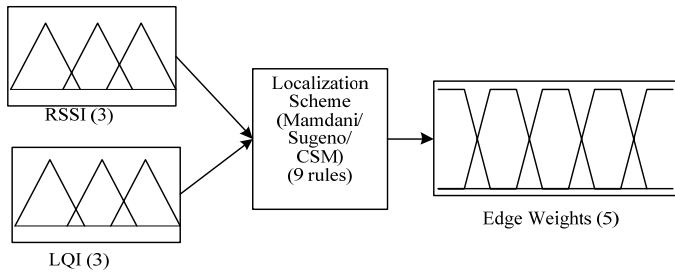 RSSI (3)
LQI (3)
Localization
Scheme
(Mamdani/
Sugeno/
CSM)
(9 rules)
Edge Weights (5)